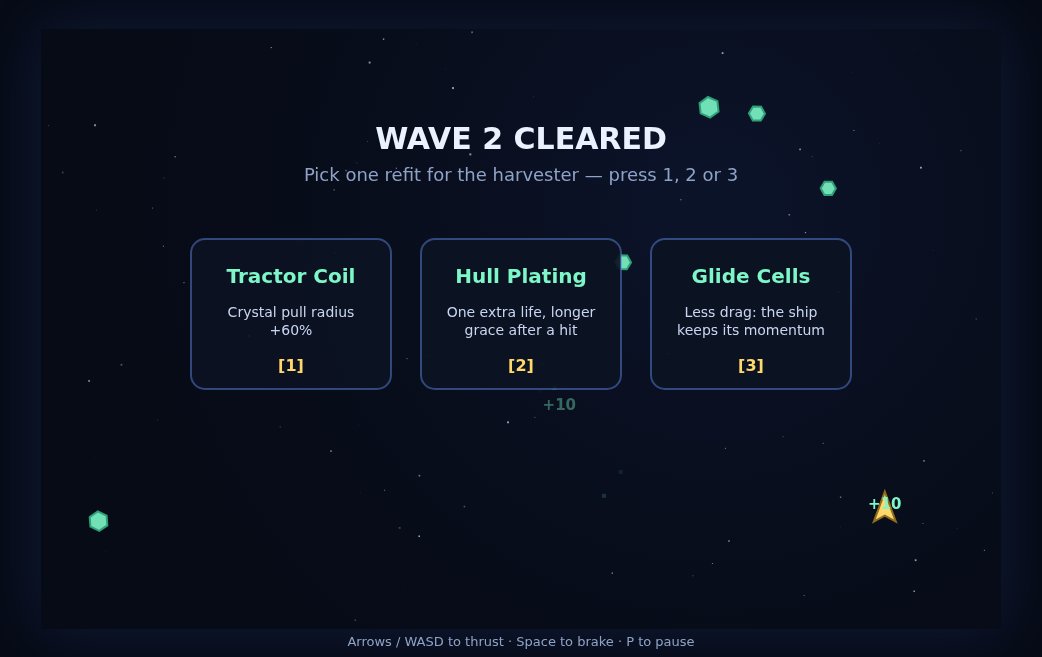 WAVE 2 CLEARED
Pick one refit for the harvester — press 1, 2 or 3
Tractor Coil
Crystal pull radius
+60%
[1]
Hull Plating
One extra life, longer
grace after a hit
[2]
Glide Cells
Less drag: the ship
keeps its momentum
[3]
+10
+10
Arrows / WASD to thrust · Space to brake · P to pause